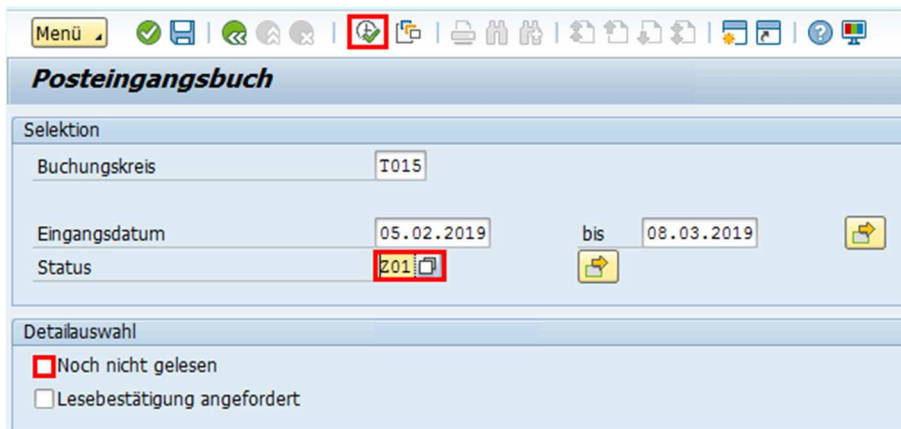 Menü
Posteingangsbuch
Selektion
Buchungskreis T015
Eingangsdatum 05.02.2019 bis 08.03.2019
Status Z01
Detailauswahl
Noch nicht gelesen
Lesebestätigung angefordert